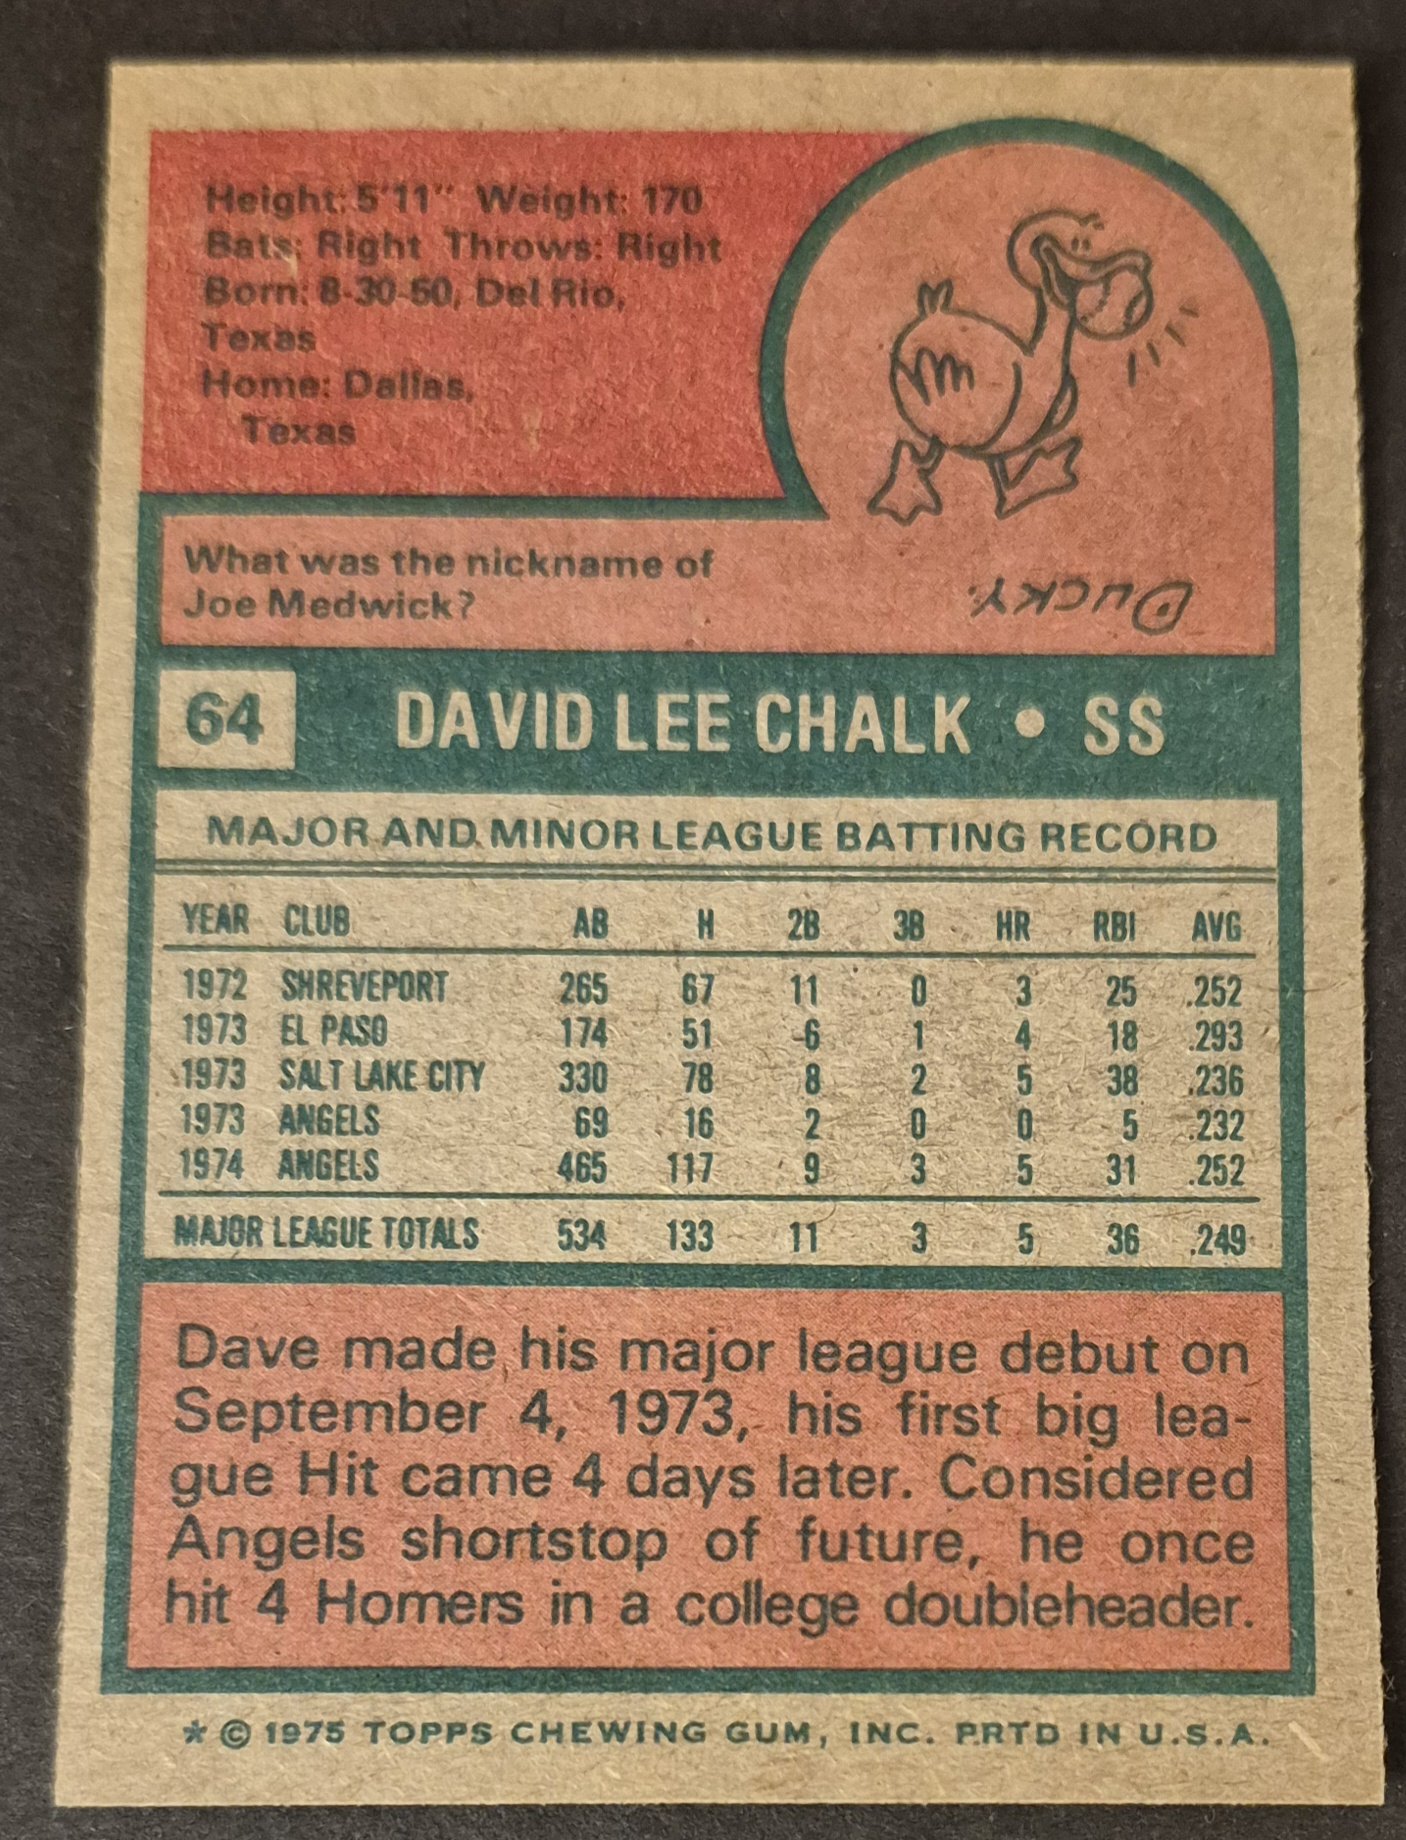 Height: 5'11" Weight: 170
Bats: Right Throws: Right
Born: 8-30-50, Del Rio,
Texas
Home: Dallas,
Texas
What was the nickname of
Joe Medwick?
DUCKY.
64 DAVID LEE CHALK • SS
MAJOR AND MINOR LEAGUE BATTING RECORD
YEAR CLUB AB H 2B 3B HR RBI AVG
1972 SHREVEPORT 265 67 11 0 3 25 .252
1973 EL PASO 174 51 6 1 4 18 .293
1973 SALT LAKE CITY 330 78 8 2 5 38 .236
1973 ANGELS 69 16 2 0 0 5 .232
1974 ANGELS 465 117 9 3 5 31 .252
MAJOR LEAGUE TOTALS 534 133 11 3 5 36 .249
Dave made his major league debut on
September 4, 1973, his first big lea-
gue Hit came 4 days later. Considered
Angels shortstop of future, he once
hit 4 Homers in a college doubleheader.
* © 1975 TOPPS CHEWING GUM, INC. PRTD IN U.S.A.